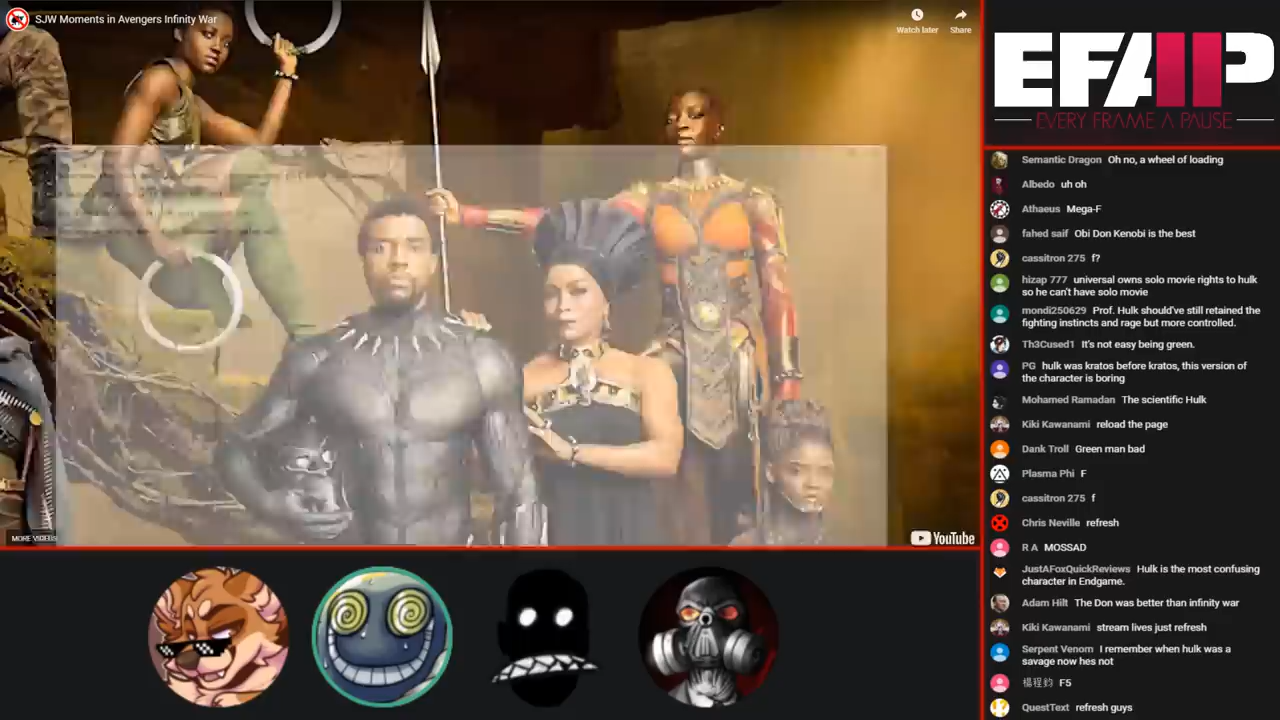 SJW Moments in Avengers Infinity War
Watch later
Share
MORE VIDEOS
YouTube
EFAP
EVERY FRAME A PAUSE
Semantic Dragon Oh no, a wheel of loading
Albedo uh oh
Athaeus Mega-F
fahed saif Obi Don Kenobi is the best
cassitron 275 f?
hizap 777 universal owns solo movie rights to hulk
so he can't have solo movie
mondi250629 Prof. Hulk should've still retained the
fighting instincts and rage but more controlled.
Th3Cused1 It's not easy being green.
PG hulk was kratos before kratos, this version of
the character is boring
Mohamed Ramadan The scientific Hulk
Kiki Kawanami reload the page
Dank Troll Green man bad
Plasma Phi F
cassitron 275 f
Chris Neville refresh
R A MOSSAD
JustAFoxQuickReviews Hulk is the most confusing
character in Endgame.
Adam Hilt The Don was better than infinity war
Kiki Kawanami stream lives just refresh
Serpent Venom I remember when hulk was a
savage now hes not
F5
QuestText refresh guys